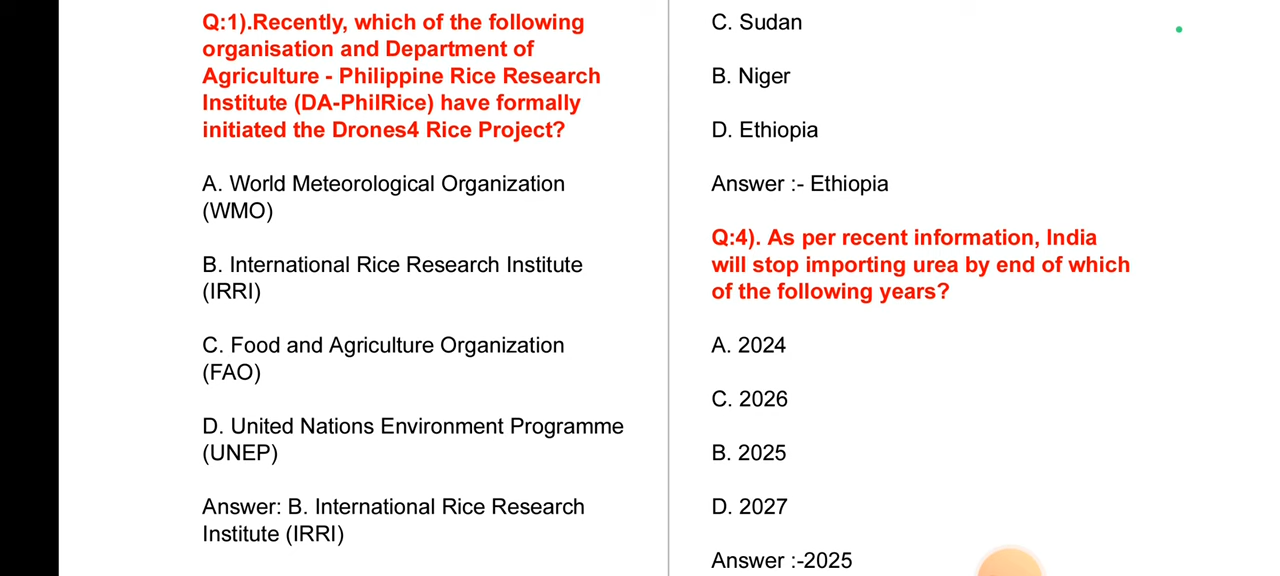 Q:1).Recently, which of the following
organisation and Department of
Agriculture - Philippine Rice Research
Institute (DA-PhilRice) have formally
initiated the Drones4 Rice Project?
A. World Meteorological Organization
(WMO)
B. International Rice Research Institute
(IRRI)
C. Food and Agriculture Organization
(FAO)
D. United Nations Environment Programme
(UNEP)
Answer: B. International Rice Research
Institute (IRRI)
C. Sudan
B. Niger
D. Ethiopia
Answer :- Ethiopia
Q:4). As per recent information, India
will stop importing urea by end of which
of the following years?
A. 2024
C. 2026
B. 2025
D. 2027
Answer :-2025